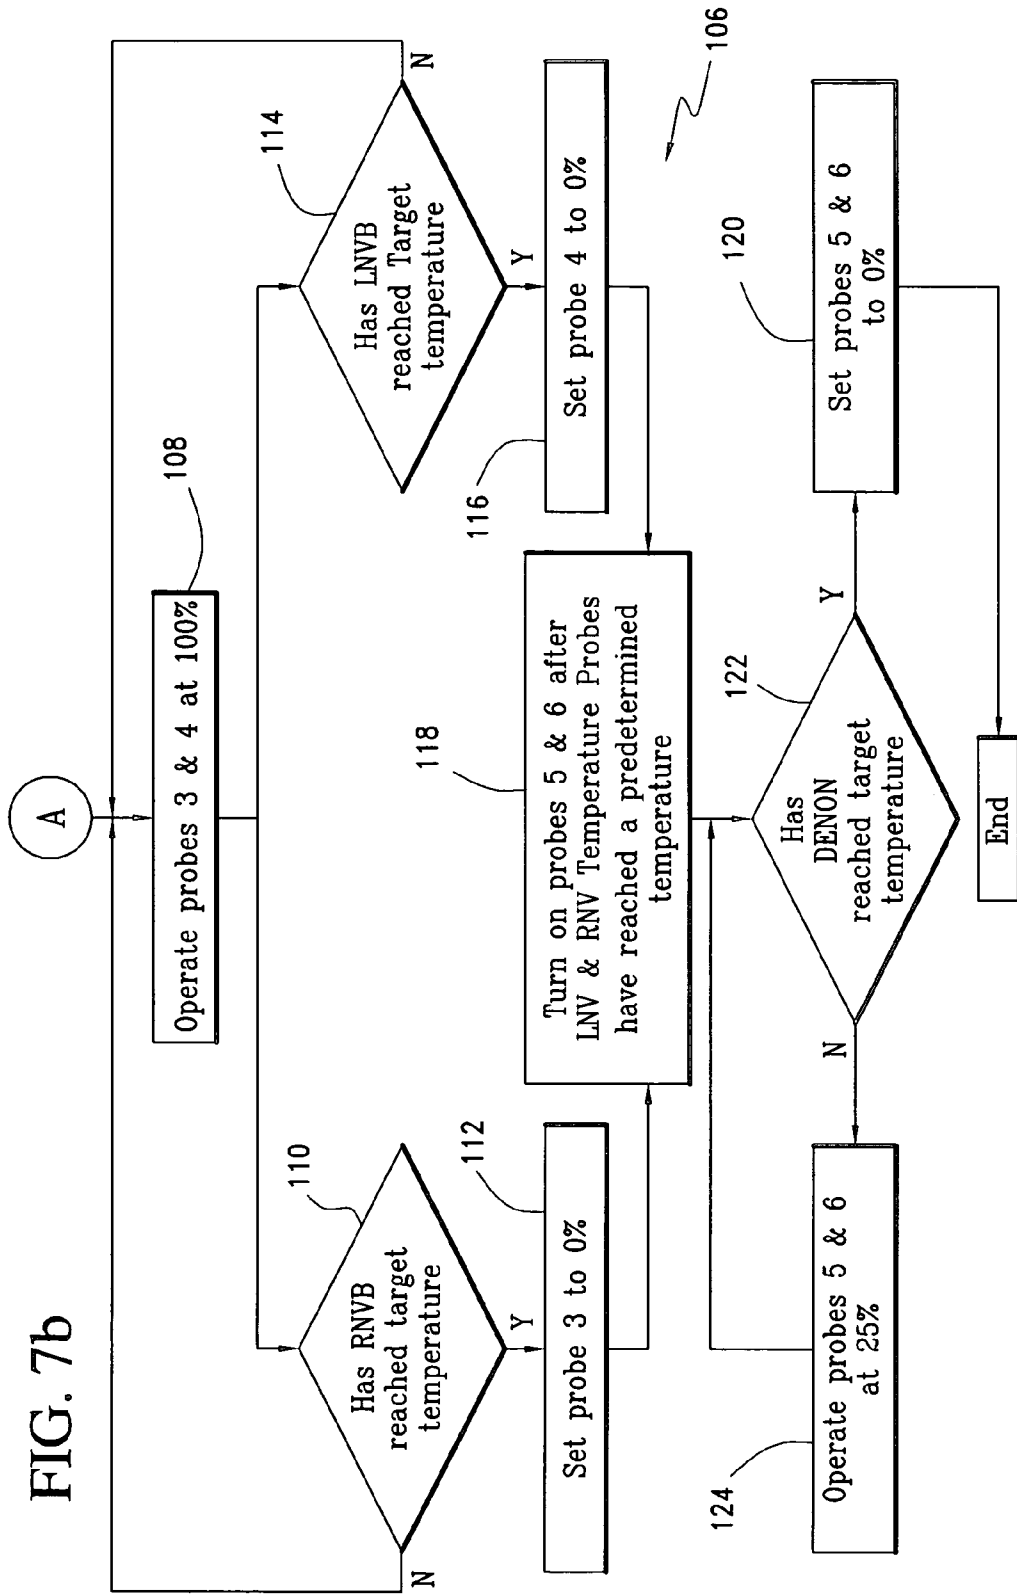 FIG. 7b
A
Operate probes 3 & 4 at 100%
108
Has RNVB
reached target
temperature
110
N
Y
Has LNVB
reached Target
temperature
114
N
Y
Set probe 3 to 0%
112
Set probe 4 to 0%
116
Turn on probes 5 & 6 after
LNV & RNV Temperature Probes
have reached a predetermined
temperature
118
106
Has
DENON
reached target
temperature
122
N
Y
Operate probes 5 & 6
at 25%
124
Set probes 5 & 6
to 0%
120
End